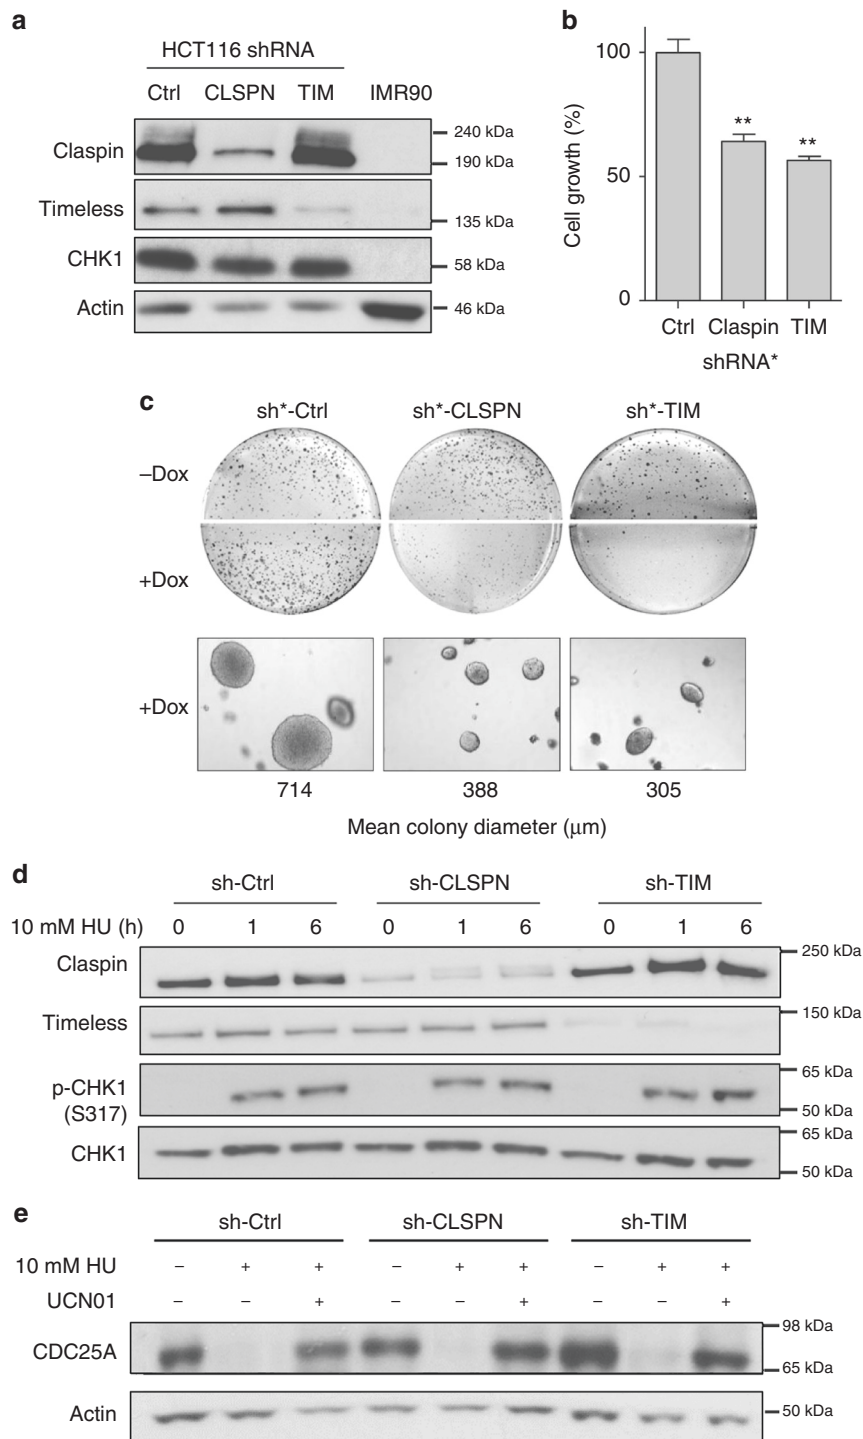 a
HCT116 shRNA
Ctrl CLSPN TIM IMR90
Claspin
240 kDa
190 kDa
Timeless
135 kDa
CHK1
58 kDa
Actin
46 kDa
b
Cell growth (%)
100
50
0
** **
Ctrl Claspin TIM
shRNA*
c
sh*-Ctrl sh*-CLSPN sh*-TIM
–Dox
+Dox
+Dox
714 388 305
Mean colony diameter (μm)
d
sh-Ctrl sh-CLSPN sh-TIM
10 mM HU (h) 0 1 6 0 1 6 0 1 6
Claspin
250 kDa
Timeless
150 kDa
p-CHK1
(S317)
65 kDa
50 kDa
CHK1
65 kDa
50 kDa
e
sh-Ctrl sh-CLSPN sh-TIM
10 mM HU – + + – + + – + +
UCN01 – – + – – + – – +
CDC25A
98 kDa
65 kDa
Actin
50 kDa